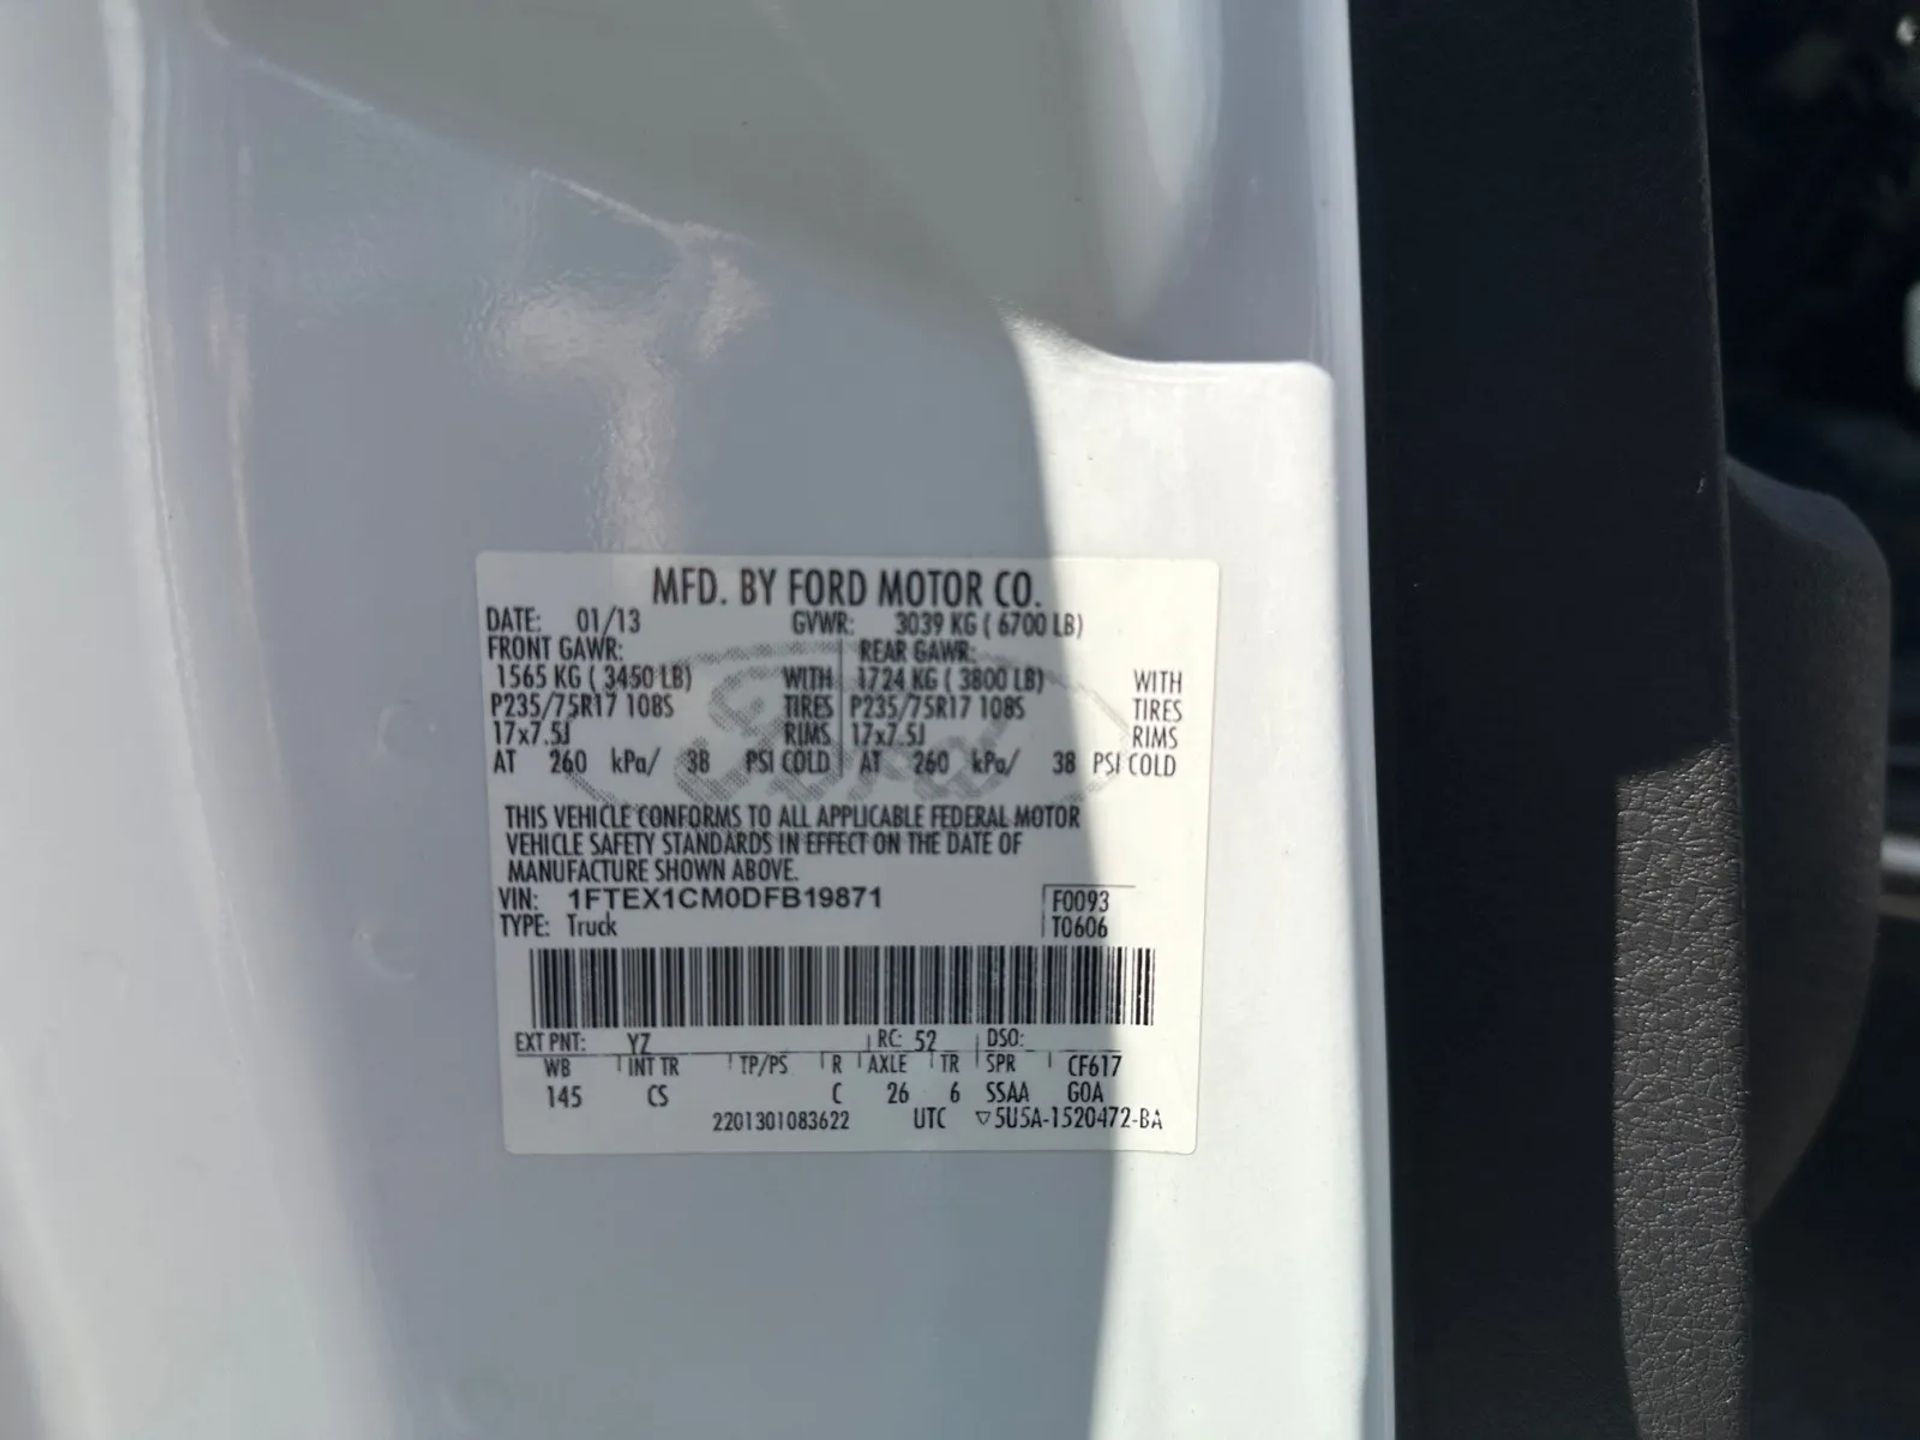 MFD. BY FORD MOTOR CO.
DATE: 01/13 GVWR: 3039 KG ( 6700 LB)
FRONT GAWR: REAR GAWR:
1565 KG ( 3450 LB) WITH 1724 KG ( 3800 LB) WITH
P235/75R17 108S TIRES P235/75R17 108S TIRES
17x7.5J RIMS 17x7.5J RIMS
AT 260 kPa/ 38 PSI COLD AT 260 kPa/ 38 PSI COLD
THIS VEHICLE CONFORMS TO ALL APPLICABLE FEDERAL MOTOR
VEHICLE SAFETY STANDARDS IN EFFECT ON THE DATE OF
MANUFACTURE SHOWN ABOVE.
VIN: 1FTEX1CM0DFB19871 F0093
TYPE: Truck T0606
EXT PNT: YZ RC: 52 DSO:
WB INT TR TP/PS R AXLE TR SPR CF617
145 CS C 26 6 SSAA GOA
2201301083622 UTC ▽5U5A-1520472-BA